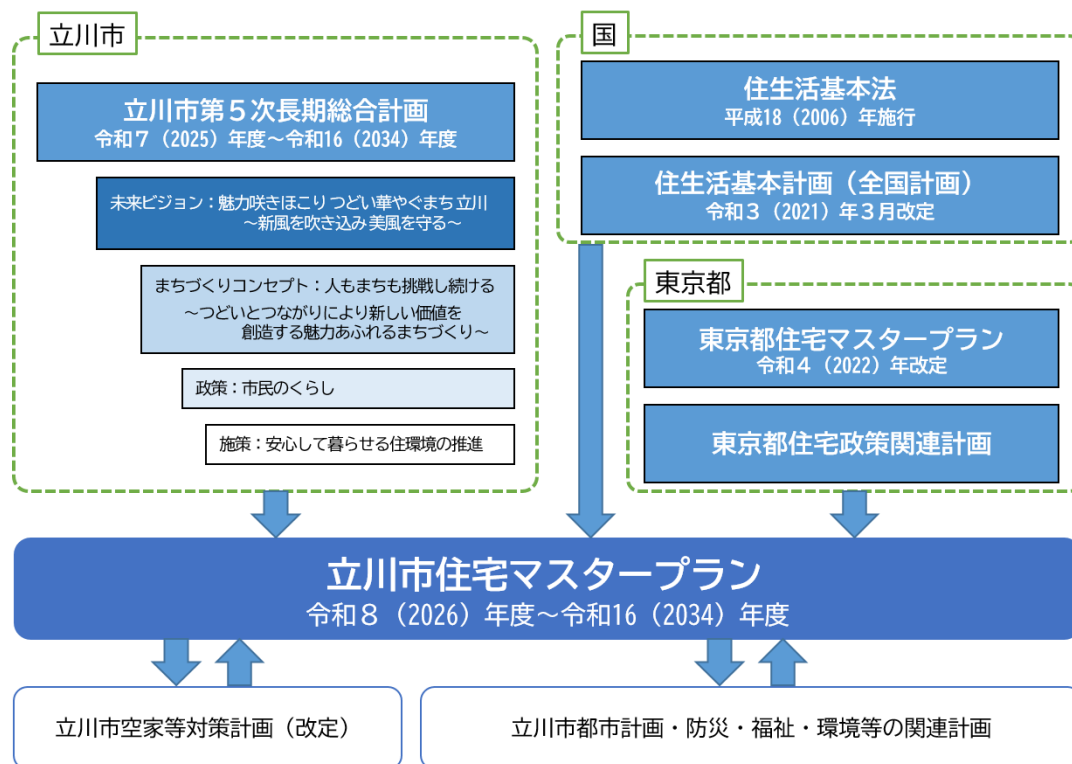 立川市
立川市第５次長期総合計画
令和７（2025）年度～令和16（2034）年度
未来ビジョン：魅力咲きほこり つどい華やぐまち 立川
～新風を吹き込み 美風を守る～
まちづくりコンセプト：人もまちも挑戦し続ける
～つどいとつながりにより新しい価値を
創造する魅力あふれるまちづくり～
政策：市民のくらし
施策：安心して暮らせる住環境の推進
国
住生活基本法
平成18（2006）年施行
住生活基本計画（全国計画）
令和３（2021）年３月改定
東京都
東京都住宅マスタープラン
令和４（2022）年改定
東京都住宅政策関連計画
立川市住宅マスタープラン
令和８（2026）年度～令和16（2034）年度
立川市空家等対策計画（改定）
立川市都市計画・防災・福祉・環境等の関連計画